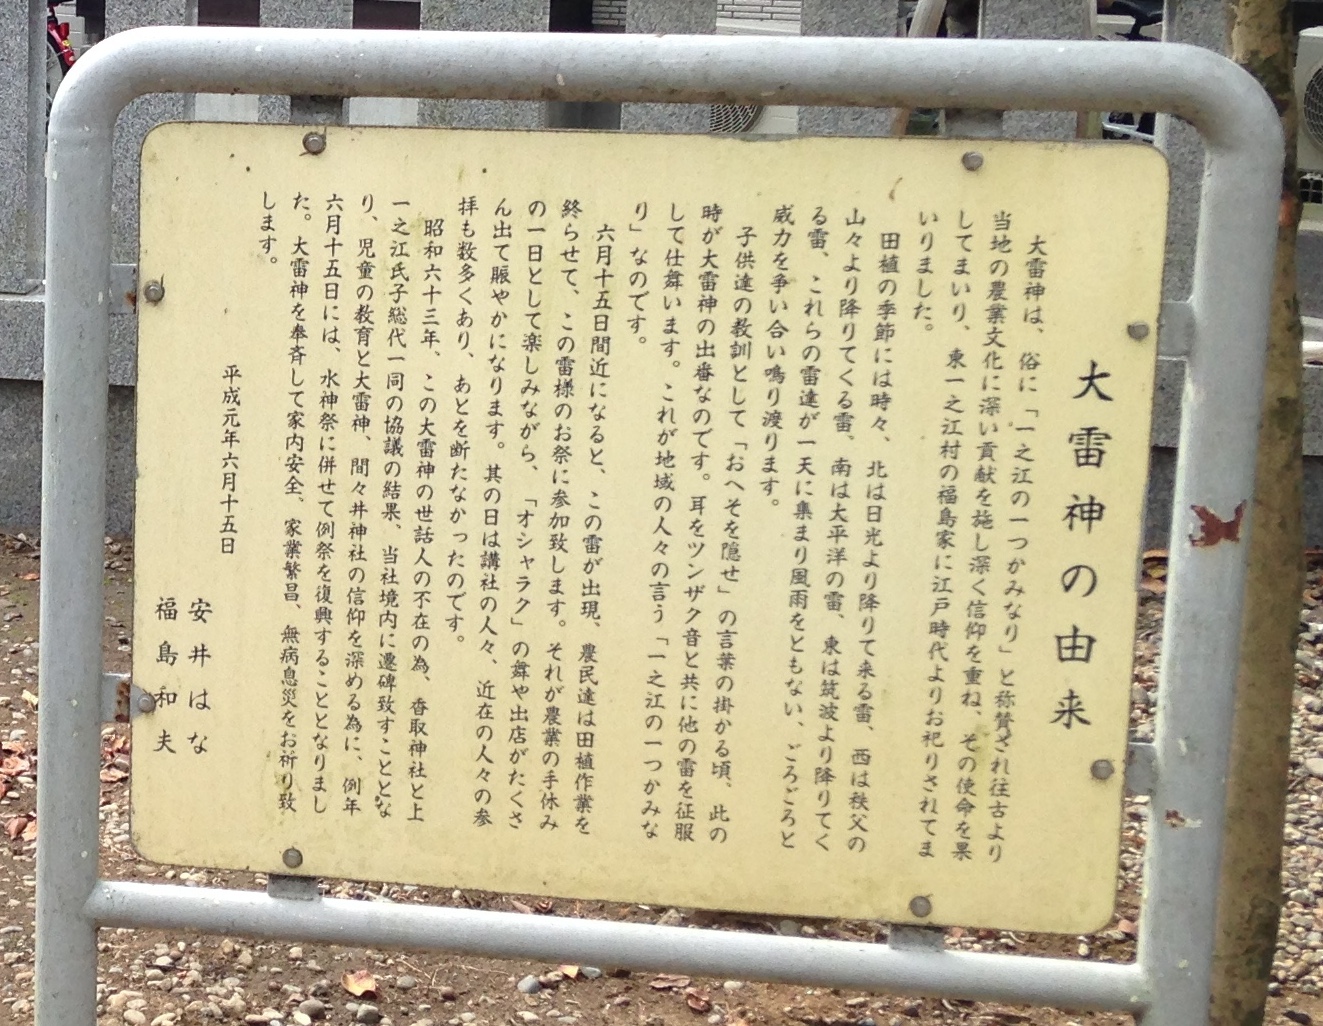 大雷神の由来
大雷神は、俗に「一之江の一つかみなり」と称賛され往古より
当地の農業文化に深い貢献を施し深く信仰を重ね、その使命を果
してまいり、東一之江村の福島家に江戸時代よりお祀りされてま
いりました。
田植の季節には時々、北は日光より降りて来る雷、西は秩父の
山々より降りてくる雷、南は大平洋の雷、東は筑波より降りてく
る雷、これらの雷達が一天に集まり風雨をともない、ごろごろと
威力を争い合い鳴り渡ります。
子供達の教訓として「おへそを隠せ」の言葉の掛かる頃、此の
時が大雷神の出番なのです。耳をツンザク音と共に他の雷を征服
して仕舞います。これが地域の人々の言う「一之江の一つかみな
り」なのです。
六月十五日間近になると、この雷が出現、農民達は田植作業を
終らせて、この雷様のお祭に参加致します。それが農業の手休み
の一日として楽しみながら、「オシャラク」の舞や出店がたくさ
ん出て賑やかになります。其の日は講社の人々、近在の人々の参
拝も数多くあり、あとを断たなかったのです。
昭和六十三年、この大雷神の世話人の不在の為、香取神社と上
一之江氏子総代一同の協議の結果、当社境内に遷碑致すこととな
り、児童の教育と大雷神、間々井神社の信仰を深める為に、例年
六月十五日には、水神祭に併せて例祭を復興することとなりまし
た。大雷神を奉斉して家内安全、家業繁昌、無病息災をお祈り致
します。
平成元年六月十五日
安井はな
福島和夫